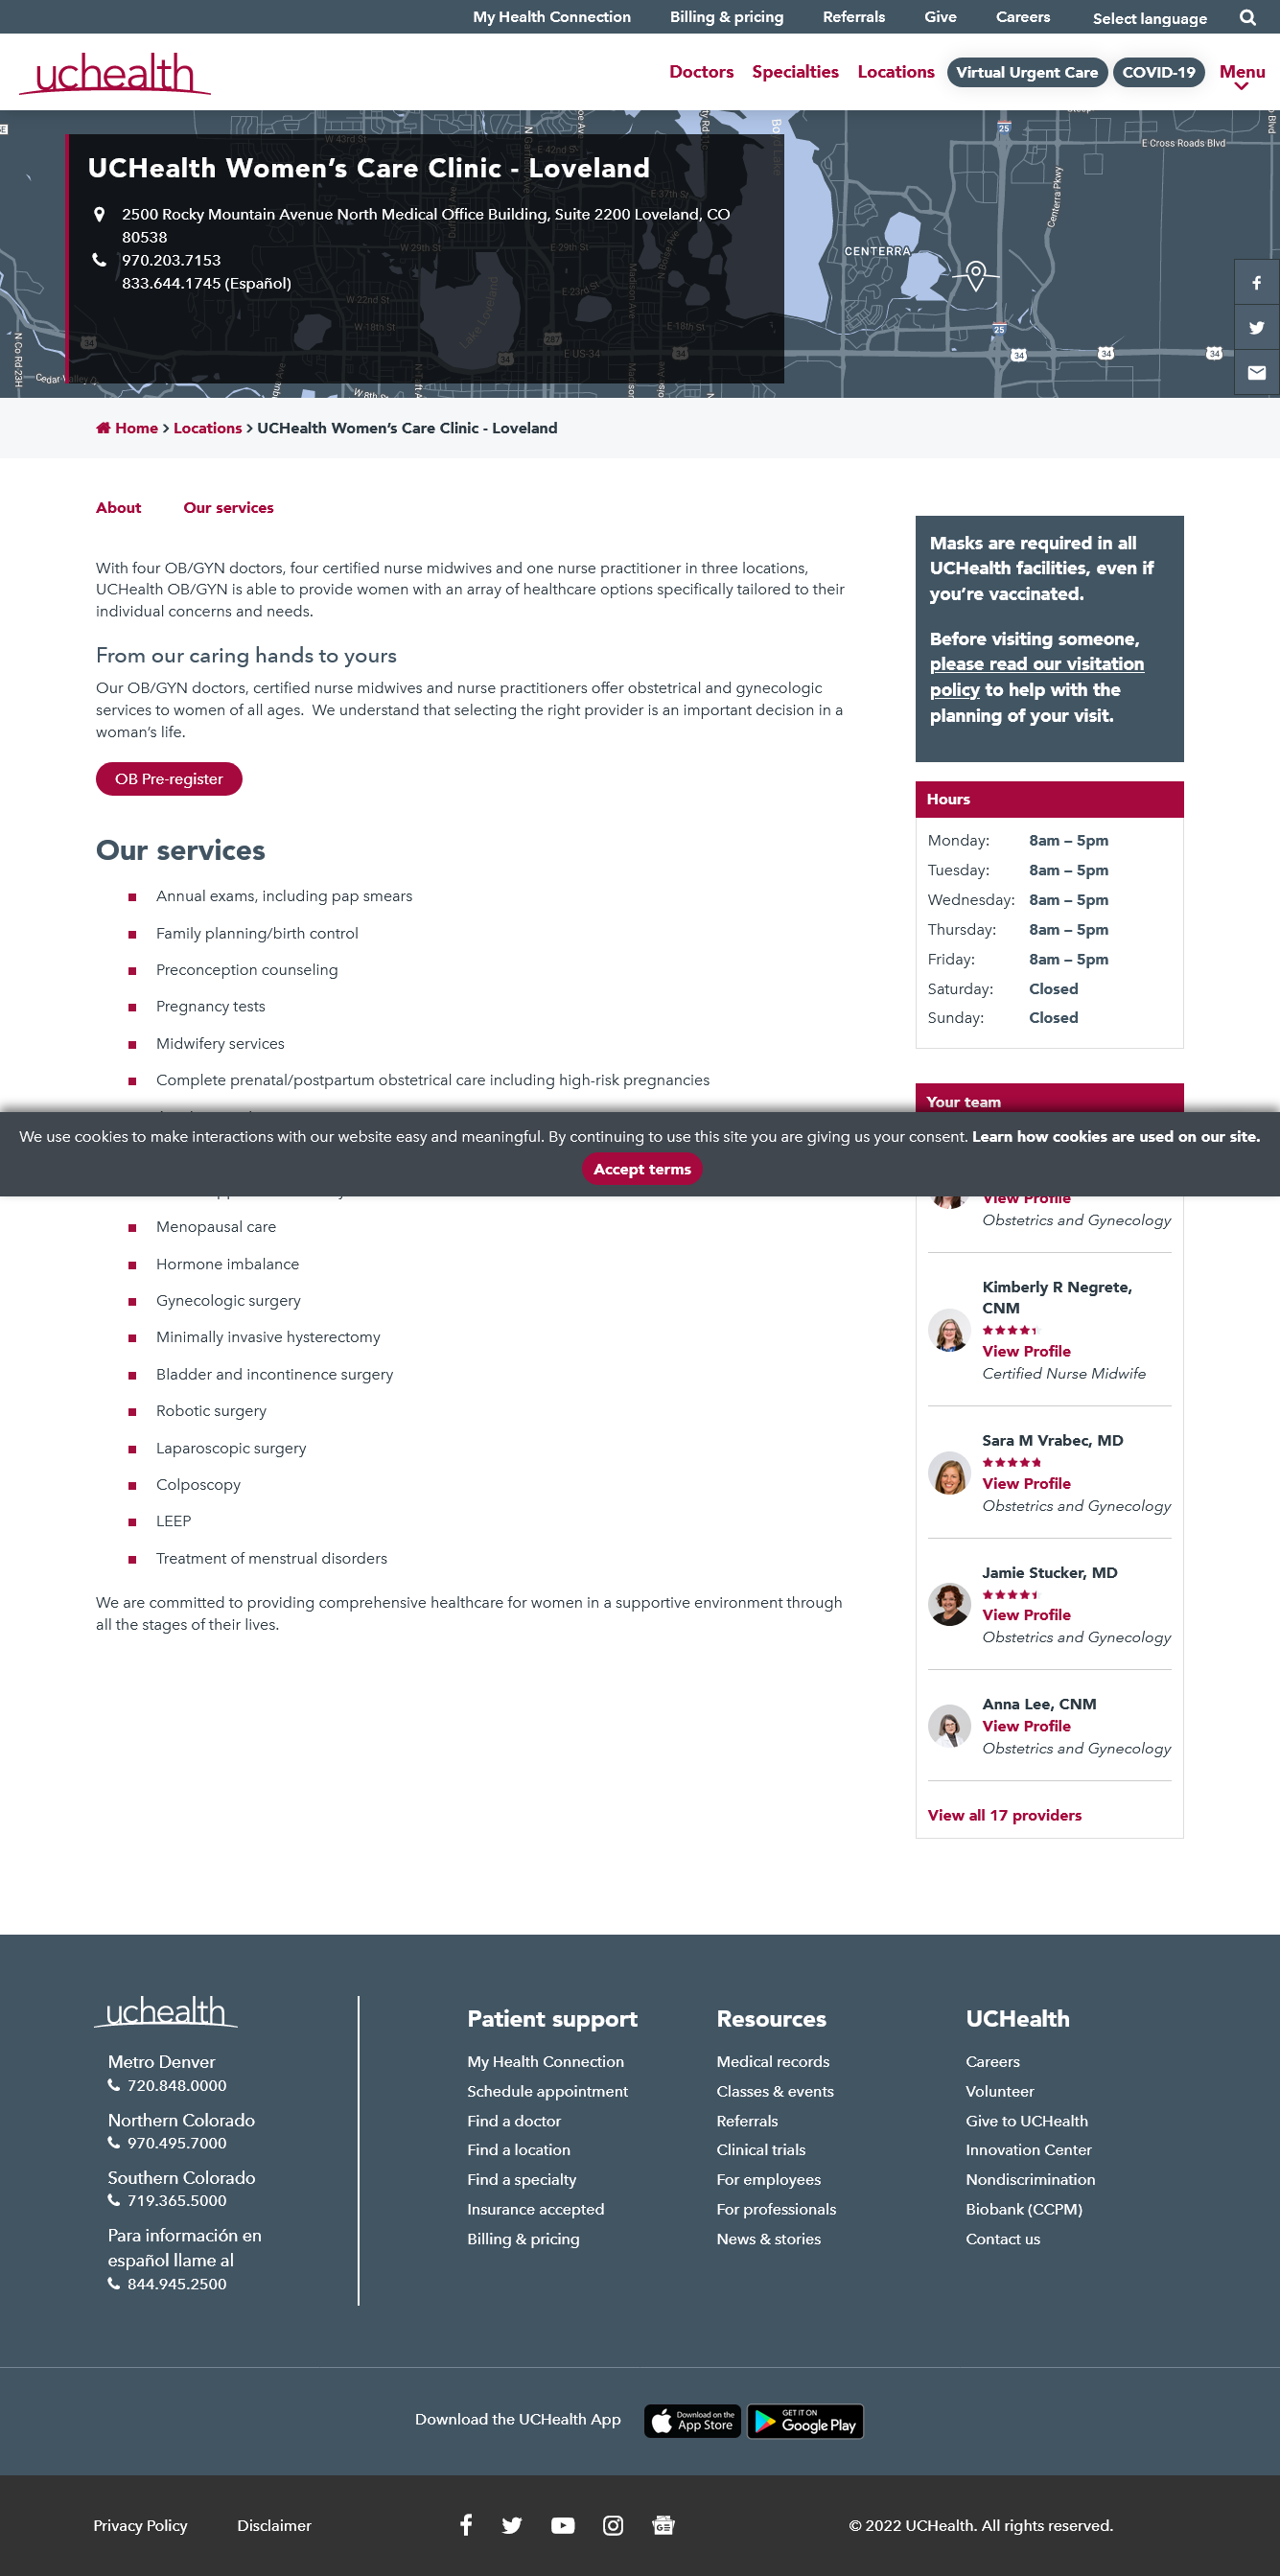 My Health Connection Billing & pricing Referrals Give Careers Select language
uchealth
Doctors Specialties Locations Virtual Urgent Care COVID-19 Menu
UCHealth Women’s Care Clinic - Loveland
2500 Rocky Mountain Avenue North Medical Office Building, Suite 2200 Loveland, CO
80538
970.203.7153
833.644.1745 (Español)
E Cross Roads Blvd
Centerra Pkwy
CENTERRA
25
25
34
34
34
Home > Locations > UCHealth Women’s Care Clinic - Loveland
About Our services
With four OB/GYN doctors, four certified nurse midwives and one nurse practitioner in three locations,
UCHealth OB/GYN is able to provide women with an array of healthcare options specifically tailored to their
individual concerns and needs.
From our caring hands to yours
Our OB/GYN doctors, certified nurse midwives and nurse practitioners offer obstetrical and gynecologic
services to women of all ages.  We understand that selecting the right provider is an important decision in a
woman’s life.
OB Pre-register
Our services
Annual exams, including pap smears
Family planning/birth control
Preconception counseling
Pregnancy tests
Midwifery services
Complete prenatal/postpartum obstetrical care including high-risk pregnancies
Menopausal care
Hormone imbalance
Gynecologic surgery
Minimally invasive hysterectomy
Bladder and incontinence surgery
Robotic surgery
Laparoscopic surgery
Colposcopy
LEEP
Treatment of menstrual disorders
We are committed to providing comprehensive healthcare for women in a supportive environment through
all the stages of their lives.
Masks are required in all
UCHealth facilities, even if
you’re vaccinated.
Before visiting someone,
please read our visitation
policy to help with the
planning of your visit.
Hours
Monday: 8am – 5pm
Tuesday: 8am – 5pm
Wednesday: 8am – 5pm
Thursday: 8am – 5pm
Friday: 8am – 5pm
Saturday: Closed
Sunday: Closed
Your team
We use cookies to make interactions with our website easy and meaningful. By continuing to use this site you are giving us your consent. Learn how cookies are used on our site.
Accept terms
View Profile
Obstetrics and Gynecology
Kimberly R Negrete,
CNM
View Profile
Certified Nurse Midwife
Sara M Vrabec, MD
View Profile
Obstetrics and Gynecology
Jamie Stucker, MD
View Profile
Obstetrics and Gynecology
Anna Lee, CNM
View Profile
Obstetrics and Gynecology
View all 17 providers
uchealth
Metro Denver
720.848.0000
Northern Colorado
970.495.7000
Southern Colorado
719.365.5000
Para información en
español llame al
844.945.2500
Patient support
My Health Connection
Schedule appointment
Find a doctor
Find a location
Find a specialty
Insurance accepted
Billing & pricing
Resources
Medical records
Classes & events
Referrals
Clinical trials
For employees
For professionals
News & stories
UCHealth
Careers
Volunteer
Give to UCHealth
Innovation Center
Nondiscrimination
Biobank (CCPM)
Contact us
Download the UCHealth App
Download on the
App Store
GET IT ON
Google Play
Privacy Policy Disclaimer
© 2022 UCHealth. All rights reserved.